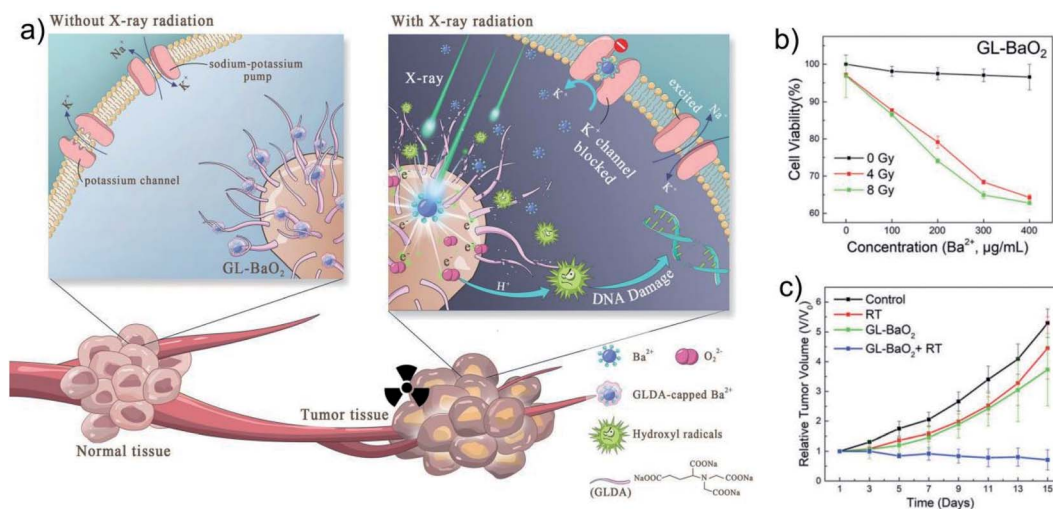 a)
Without X-ray radiation
Na⁺
K⁺
sodium-potassium
pump
K⁺
potassium channel
GL-BaO₂
With X-ray radiation
X-ray
K⁺
K⁺ channel
blocked
excited
Na⁺
K⁺
e⁻
e⁻
e⁻
H⁺
DNA Damage
Normal tissue
Tumor tissue
Ba²⁺
O₂²⁻
GLDA-capped Ba²⁺
Hydroxyl radicals
(GLDA)
NaOOC
COONa
N
COONa
COONa
b)
GL-BaO₂
Cell Viability(%)
100
90
80
70
60
0 Gy
4 Gy
8 Gy
0 100 200 300 400
Concentration (Ba²⁺, μg/mL)
c)
Relative Tumor Volume (V/V₀)
6
5
4
3
2
1
0
Control
RT
GL-BaO₂
GL-BaO₂+ RT
1 3 5 7 9 11 13 15
Time (Days)